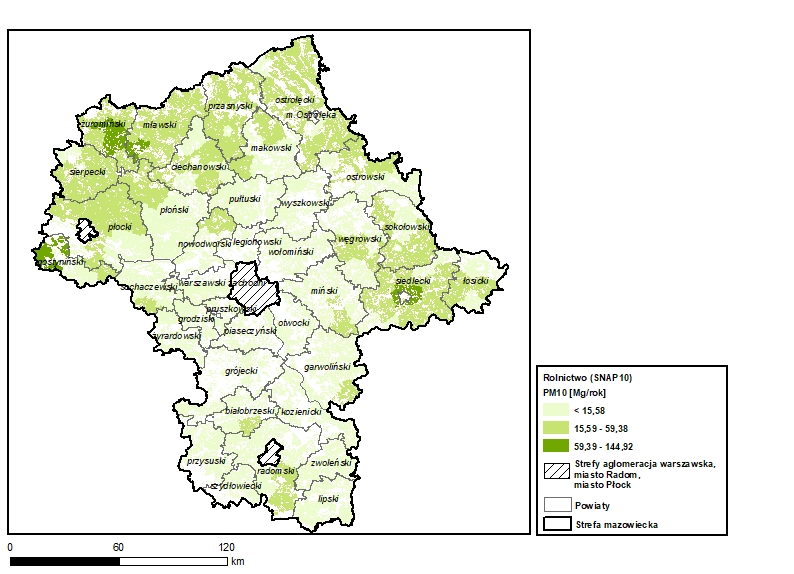 przasnyski
ostrołęcki
m. Ostrołęka
żuromiński
mławski
makowski
ciechanowski
sierpecki
ostrowski
pułtuski
wyszkowski
płoński
płocki
sokołowski
nowodworski
legionowski
węgrowski
wołomiński
gostyniński
sochaczewski
warszawski zachodni
siedlecki
łosicki
miński
pruszkowski
grodziski
otwocki
piaseczyński
żyrardowski
garwoliński
grójecki
białobrzeski
kozienicki
przysuski
zwoleński
radomski
szydłowiecki
lipski
Rolnictwo (SNAP10)
PM10 [Mg/rok]
< 15,58
15,59 - 59,38
59,39 - 144,92
Strefy aglomeracja warszawska,
miasto Radom,
miasto Płock
Powiaty
Strefa mazowiecka
0 60 120
km